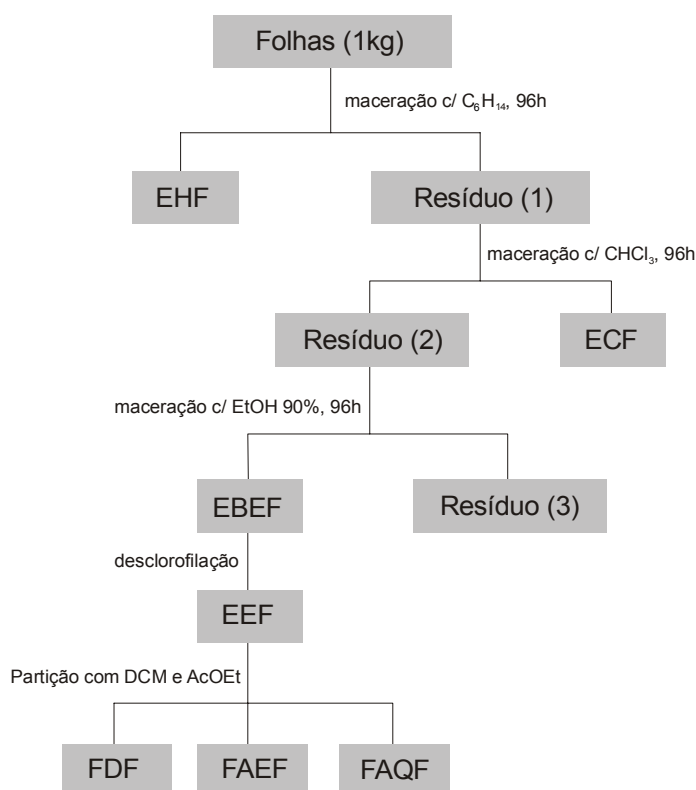 Folhas (1kg)
maceração c/ C₆H₁₄, 96h
EHF
Resíduo (1)
maceração c/ CHCl₃, 96h
Resíduo (2)
ECF
maceração c/ EtOH 90%, 96h
EBEF
Resíduo (3)
desclorofilação
EEF
Partição com DCM e AcOEt
FDF
FAEF
FAQF